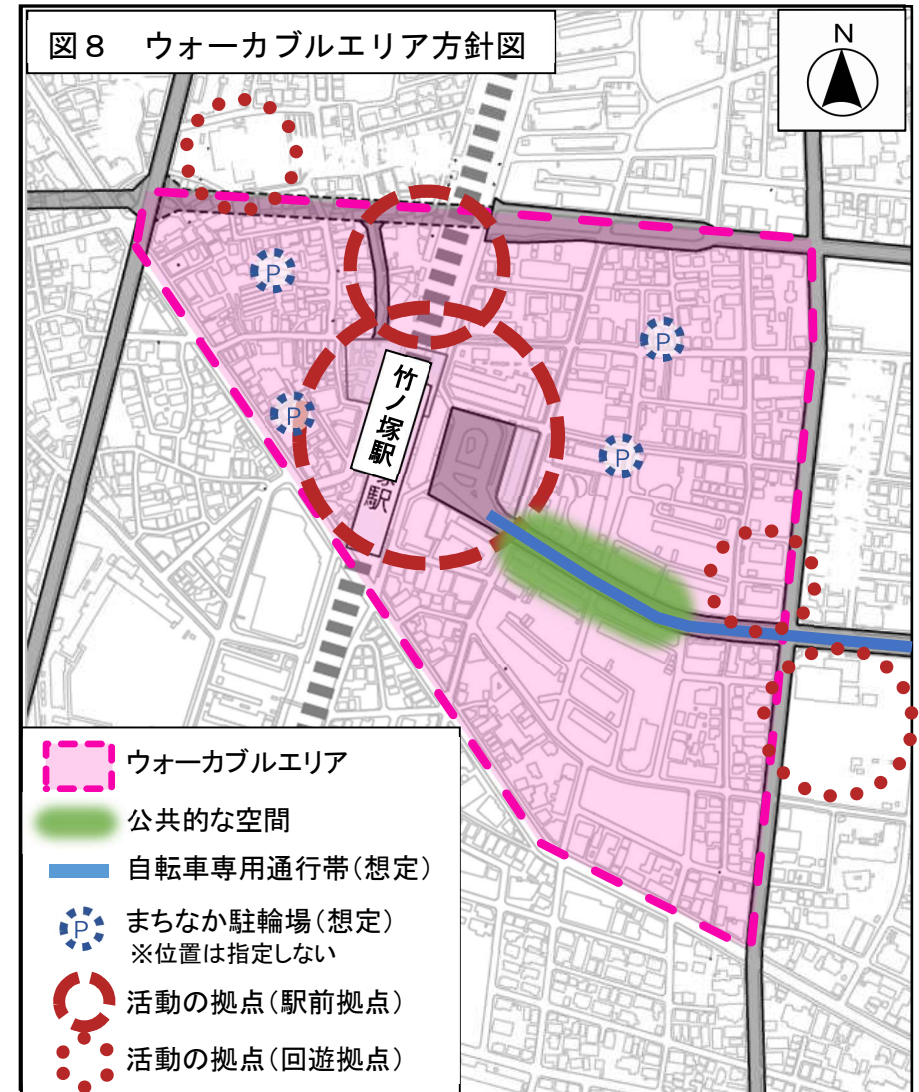 図8 ウォーカブルエリア方針図
N
P
P
P
P
竹ノ塚駅
塚駅
ウォーカブルエリア
公共的な空間
自転車専用通行帯(想定)
P
まちなか駐輪場(想定)
※位置は指定しない
活動の拠点(駅前拠点)
活動の拠点(回遊拠点)